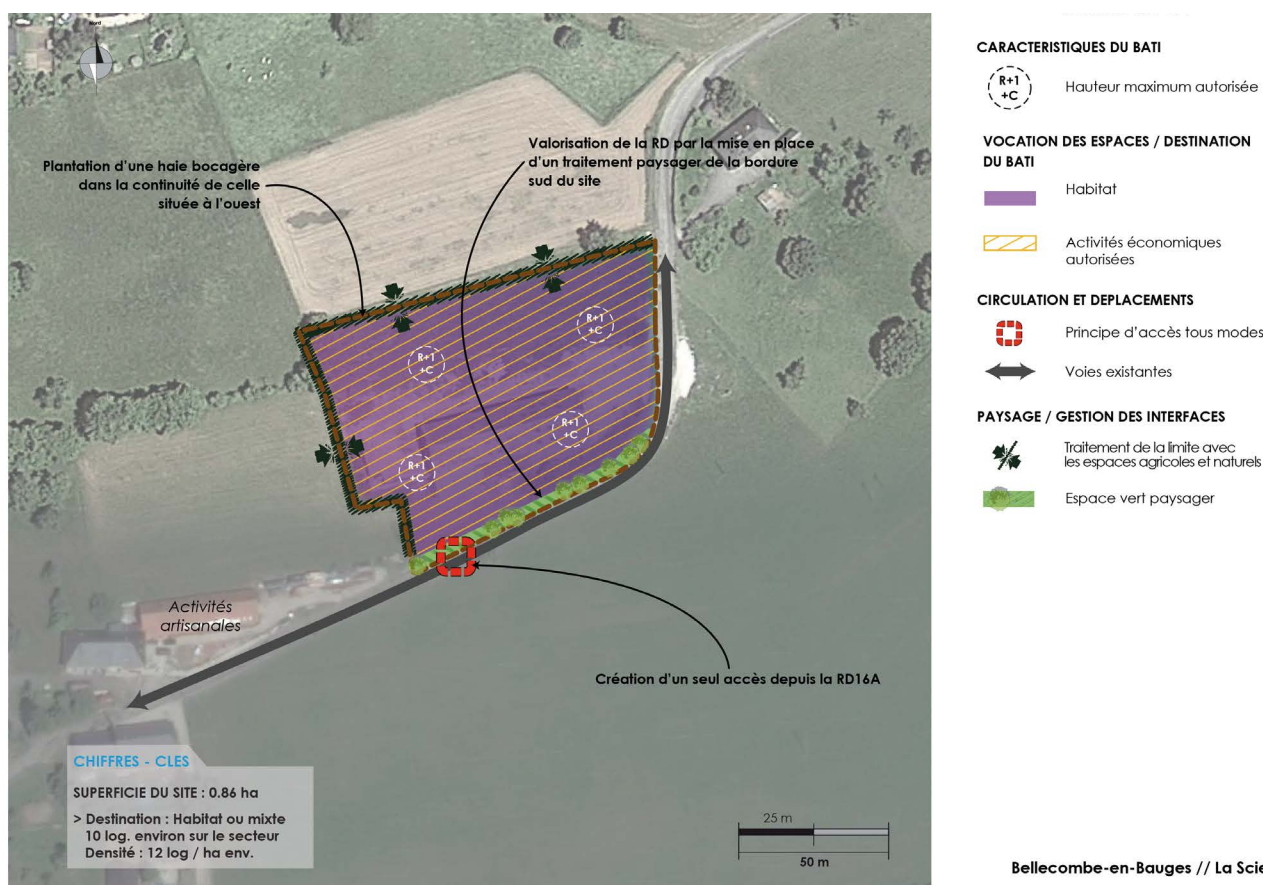 Nord
Plantation d'une haie bocagère
dans la continuité de celle
située à l'ouest
Valorisation de la RD par la mise en place
d'un traitement paysager de la bordure
sud du site
R+1
+C
R+1
+C
R+1
+C
R+1
+C
Activités
artisanales
Création d'un seul accès depuis la RD16A
CHIFFRES - CLES
SUPERFICIE DU SITE : 0.86 ha
> Destination : Habitat ou mixte
10 log. environ sur le secteur
Densité : 12 log / ha env.
25 m
50 m
CARACTERISTIQUES DU BATI
R+1
+C
Hauteur maximum autorisée
VOCATION DES ESPACES / DESTINATION
DU BATI
Habitat
Activités économiques
autorisées
CIRCULATION ET DEPLACEMENTS
Principe d'accès tous modes
Voies existantes
PAYSAGE / GESTION DES INTERFACES
Traitement de la limite avec
les espaces agricoles et naturels
Espace vert paysager
Bellecombe-en-Bauges // La Scie